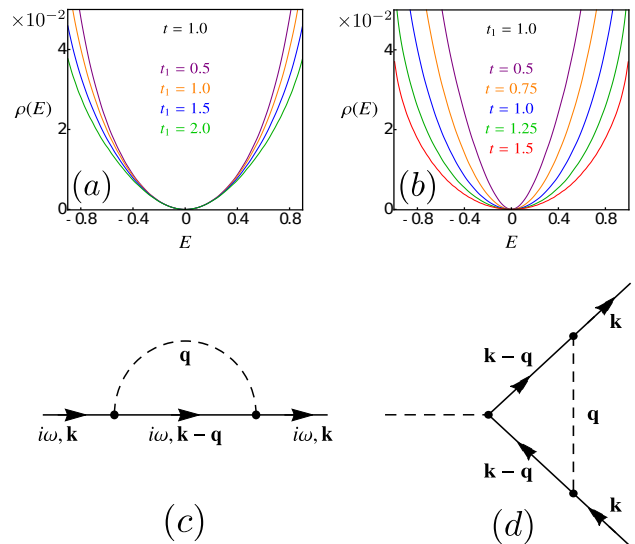 ×10⁻² t = 1.0
4
t₁ = 0.5
t₁ = 1.0
t₁ = 1.5
t₁ = 2.0
ρ(E)
2
(a)
0
-0.8 -0.4 0 0.4 0.8
E
×10⁻² t₁ = 1.0
4
t = 0.5
t = 0.75
t = 1.0
t = 1.25
t = 1.5
ρ(E)
2
(b)
0
-0.8 -0.4 0 0.4 0.8
E
q
iω, k iω, k − q iω, k
(c)
k
k − q
q
k − q
k
(d)